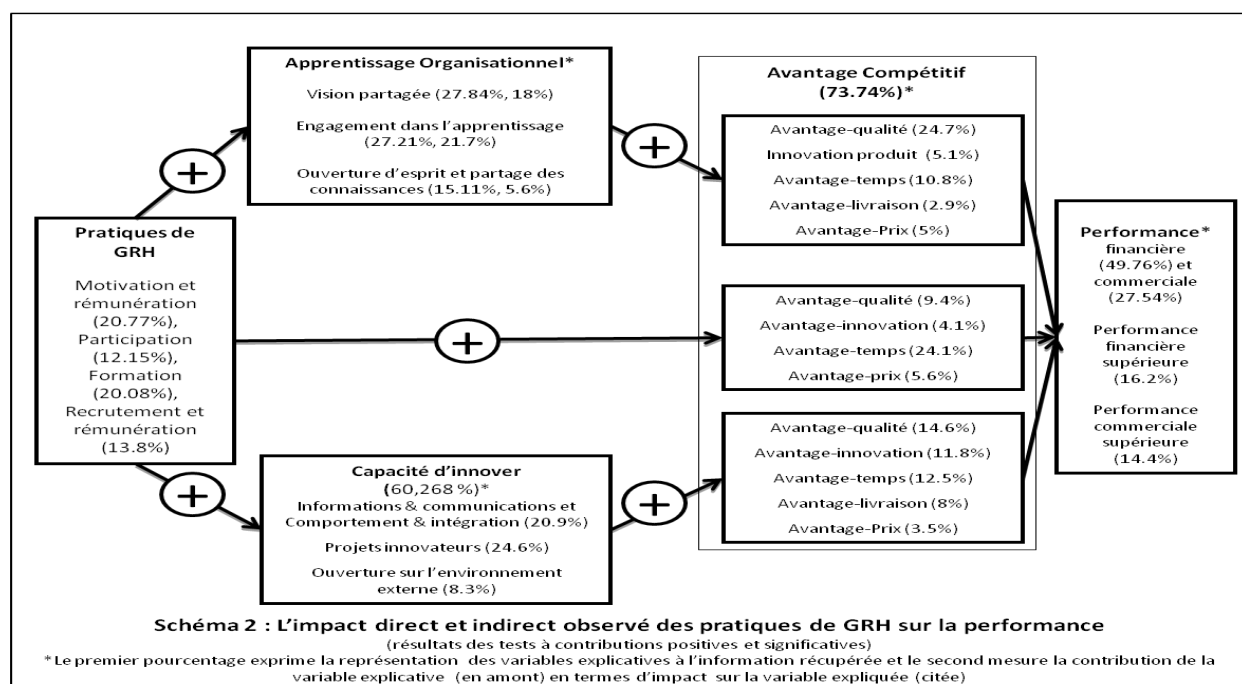 Apprentissage Organisationnel*
Vision partagée (27.84%, 18%)
Engagement dans l'apprentissage
(27.21%, 21.7%)
Ouverture d'esprit et partage des
connaissances (15.11%, 5.6%)
+
+
Pratiques de
GRH
Motivation et
rémunération
(20.77%),
Participation
(12.15%),
Formation
(20.08%),
Recrutement et
rémunération
(13.8%)
+
+
Capacité d'innover
(60,268 %)*
Informations & communications et
Comportement & intégration (20.9%)
Projets innovateurs (24.6%)
Ouverture sur l'environnement
externe (8.3%)
+
Avantage Compétitif
(73.74%)*
Avantage-qualité (24.7%)
Innovation produit (5.1%)
Avantage-temps (10.8%)
Avantage-livraison (2.9%)
Avantage-Prix (5%)
Avantage-qualité (9.4%)
Avantage-innovation (4.1%)
Avantage-temps (24.1%)
Avantage-prix (5.6%)
Avantage-qualité (14.6%)
Avantage-innovation (11.8%)
Avantage-temps (12.5%)
Avantage-livraison (8%)
Avantage-Prix (3.5%)
Performance*
financière
(49.76%) et
commerciale
(27.54%)
Performance
financière
supérieure
(16.2%)
Performance
commerciale
supérieure
(14.4%)
Schéma 2 : L'impact direct et indirect observé des pratiques de GRH sur la performance
(résultats des tests à contributions positives et significatives)
*Le premier pourcentage exprime la représentation des variables explicatives à l'information récupérée et le second mesure la contribution de la
variable explicative (en amont) en termes d'impact sur la variable expliquée (citée)